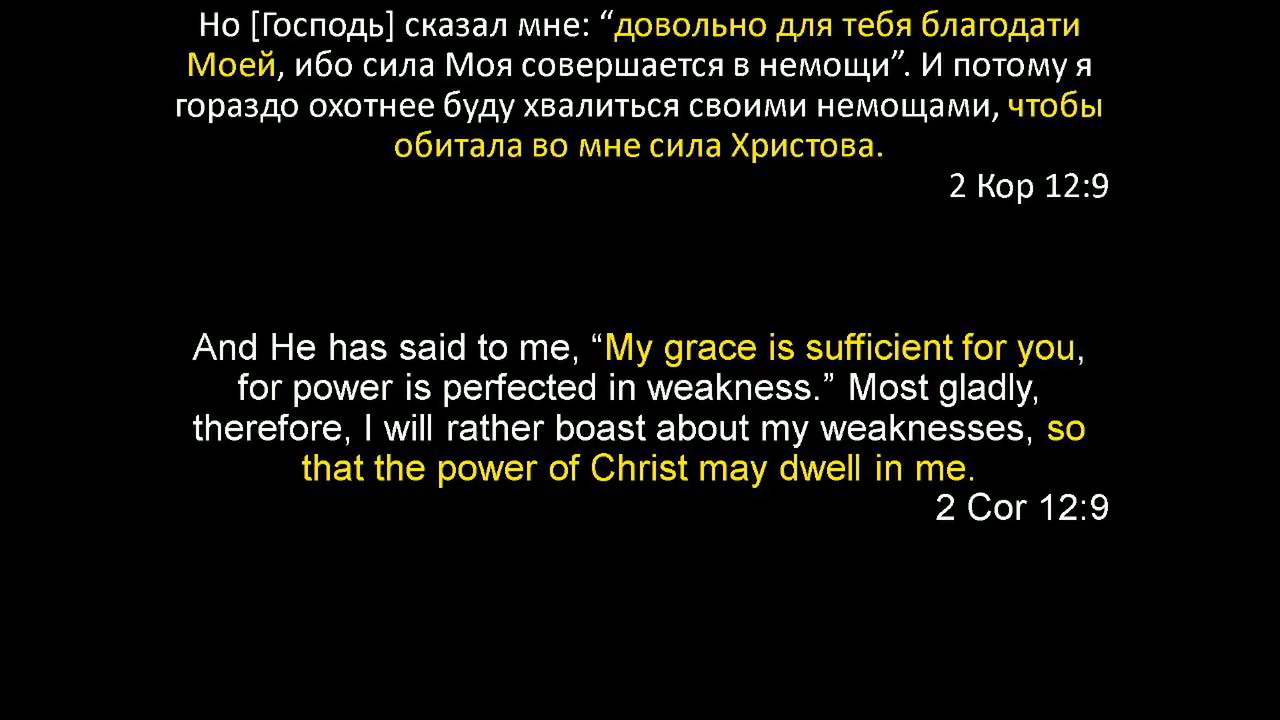 Но [Господь] сказал мне: “довольно для тебя благодати
Моей, ибо сила Моя совершается в немощи”. И потому я
гораздо охотнее буду хвалиться своими немощами, чтобы
обитала во мне сила Христова.
2 Кор 12:9
And He has said to me, “My grace is sufficient for you,
for power is perfected in weakness.” Most gladly,
therefore, I will rather boast about my weaknesses, so
that the power of Christ may dwell in me.
2 Cor 12:9